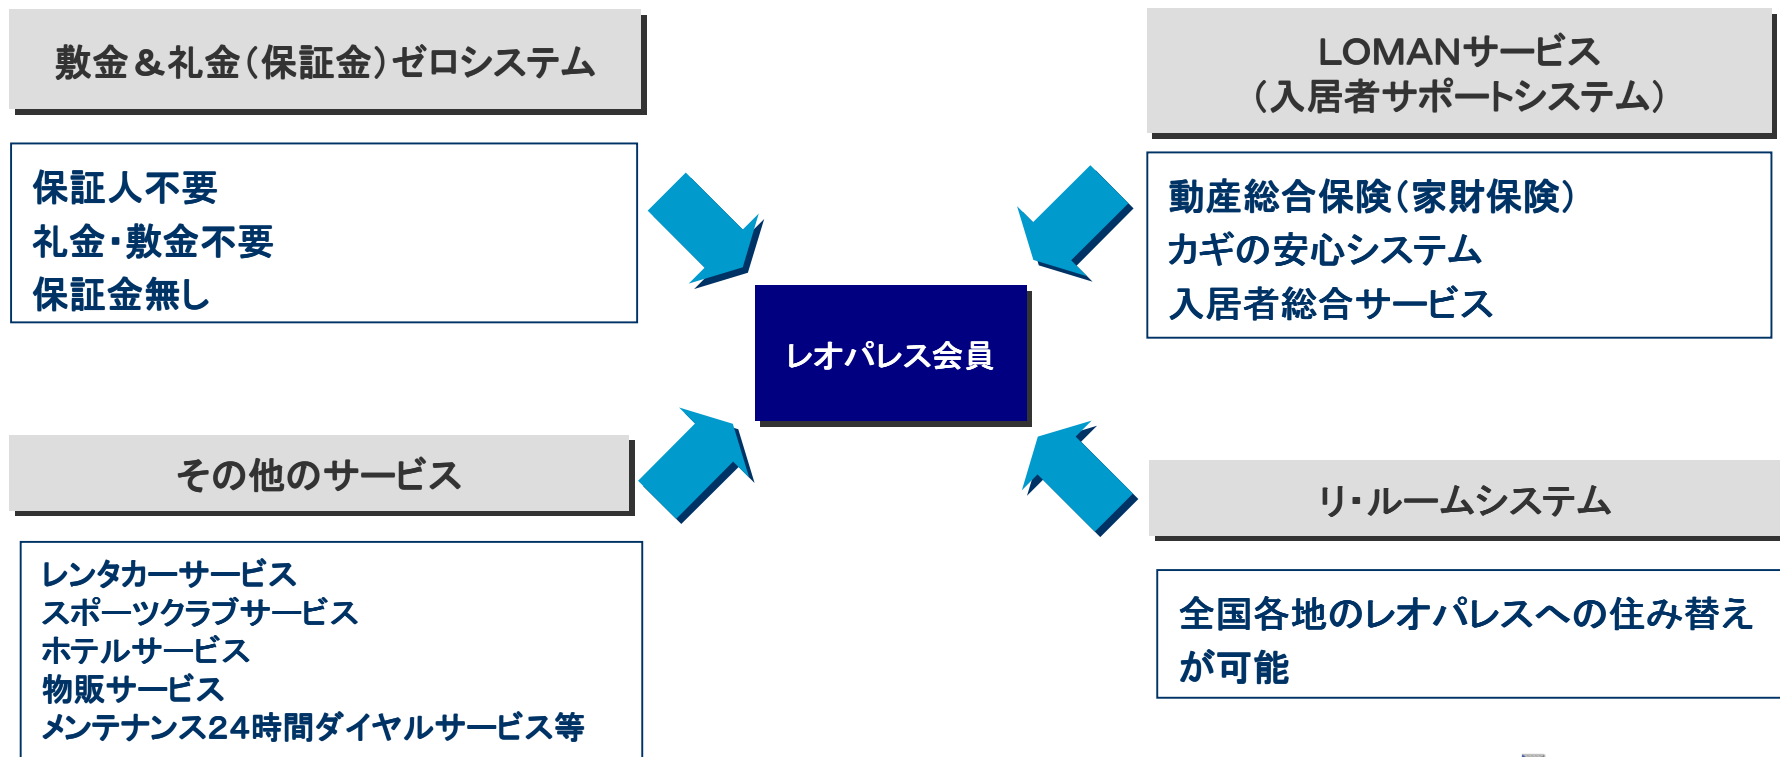 敷金＆礼金（保証金）ゼロシステム
保証人不要
礼金・敷金不要
保証金無し
LOMANサービス
（入居者サポートシステム）
動産総合保険（家財保険）
カギの安心システム
入居者総合サービス
レオパレス会員
その他のサービス
レンタカーサービス
スポーツクラブサービス
ホテルサービス
物販サービス
メンテナンス24時間ダイヤルサービス等
リ・ルームシステム
全国各地のレオパレスへの住み替え
が可能